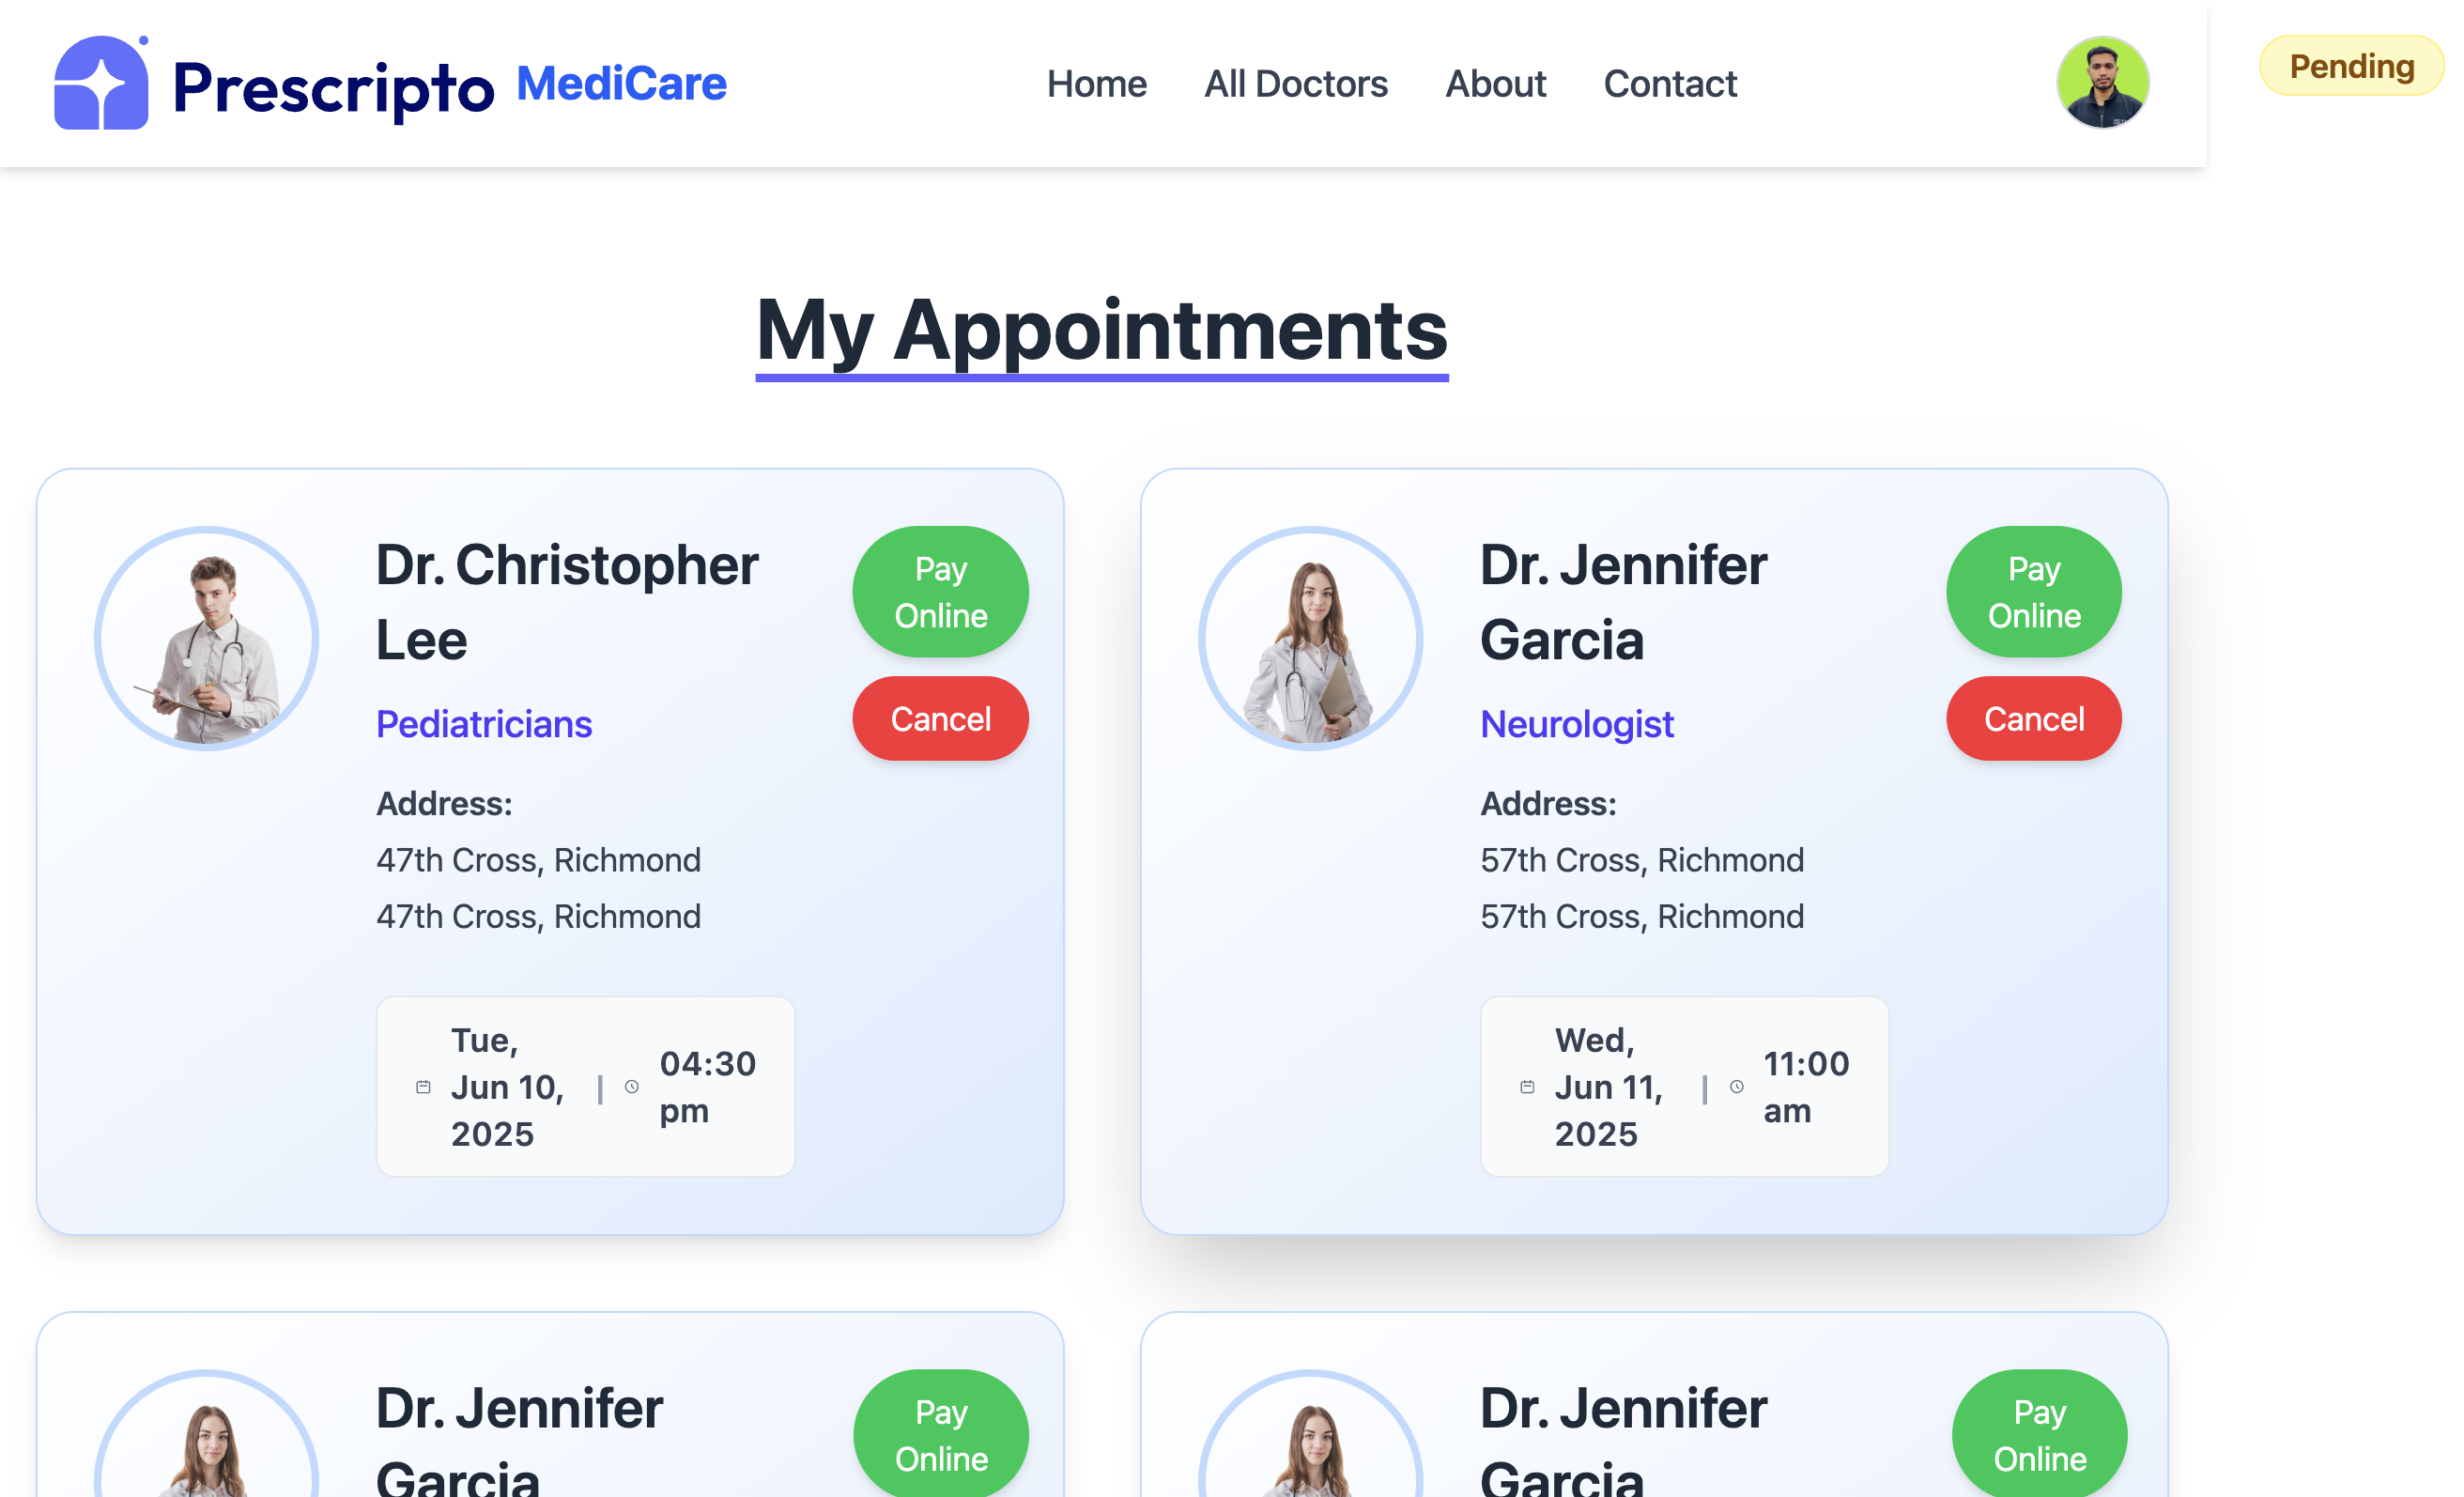 Prescripto MediCare
Home
All Doctors
About
Contact
Pending
My Appointments
Dr. Christopher
Lee
Pediatricians
Address:
47th Cross, Richmond
47th Cross, Richmond
Tue,
Jun 10,
2025
|
04:30
pm
Pay
Online
Cancel
Dr. Jennifer
Garcia
Neurologist
Address:
57th Cross, Richmond
57th Cross, Richmond
Wed,
Jun 11,
2025
|
11:00
am
Pay
Online
Cancel
Dr. Jennifer
Garcia
Pay
Online
Dr. Jennifer
Garcia
Pay
Online